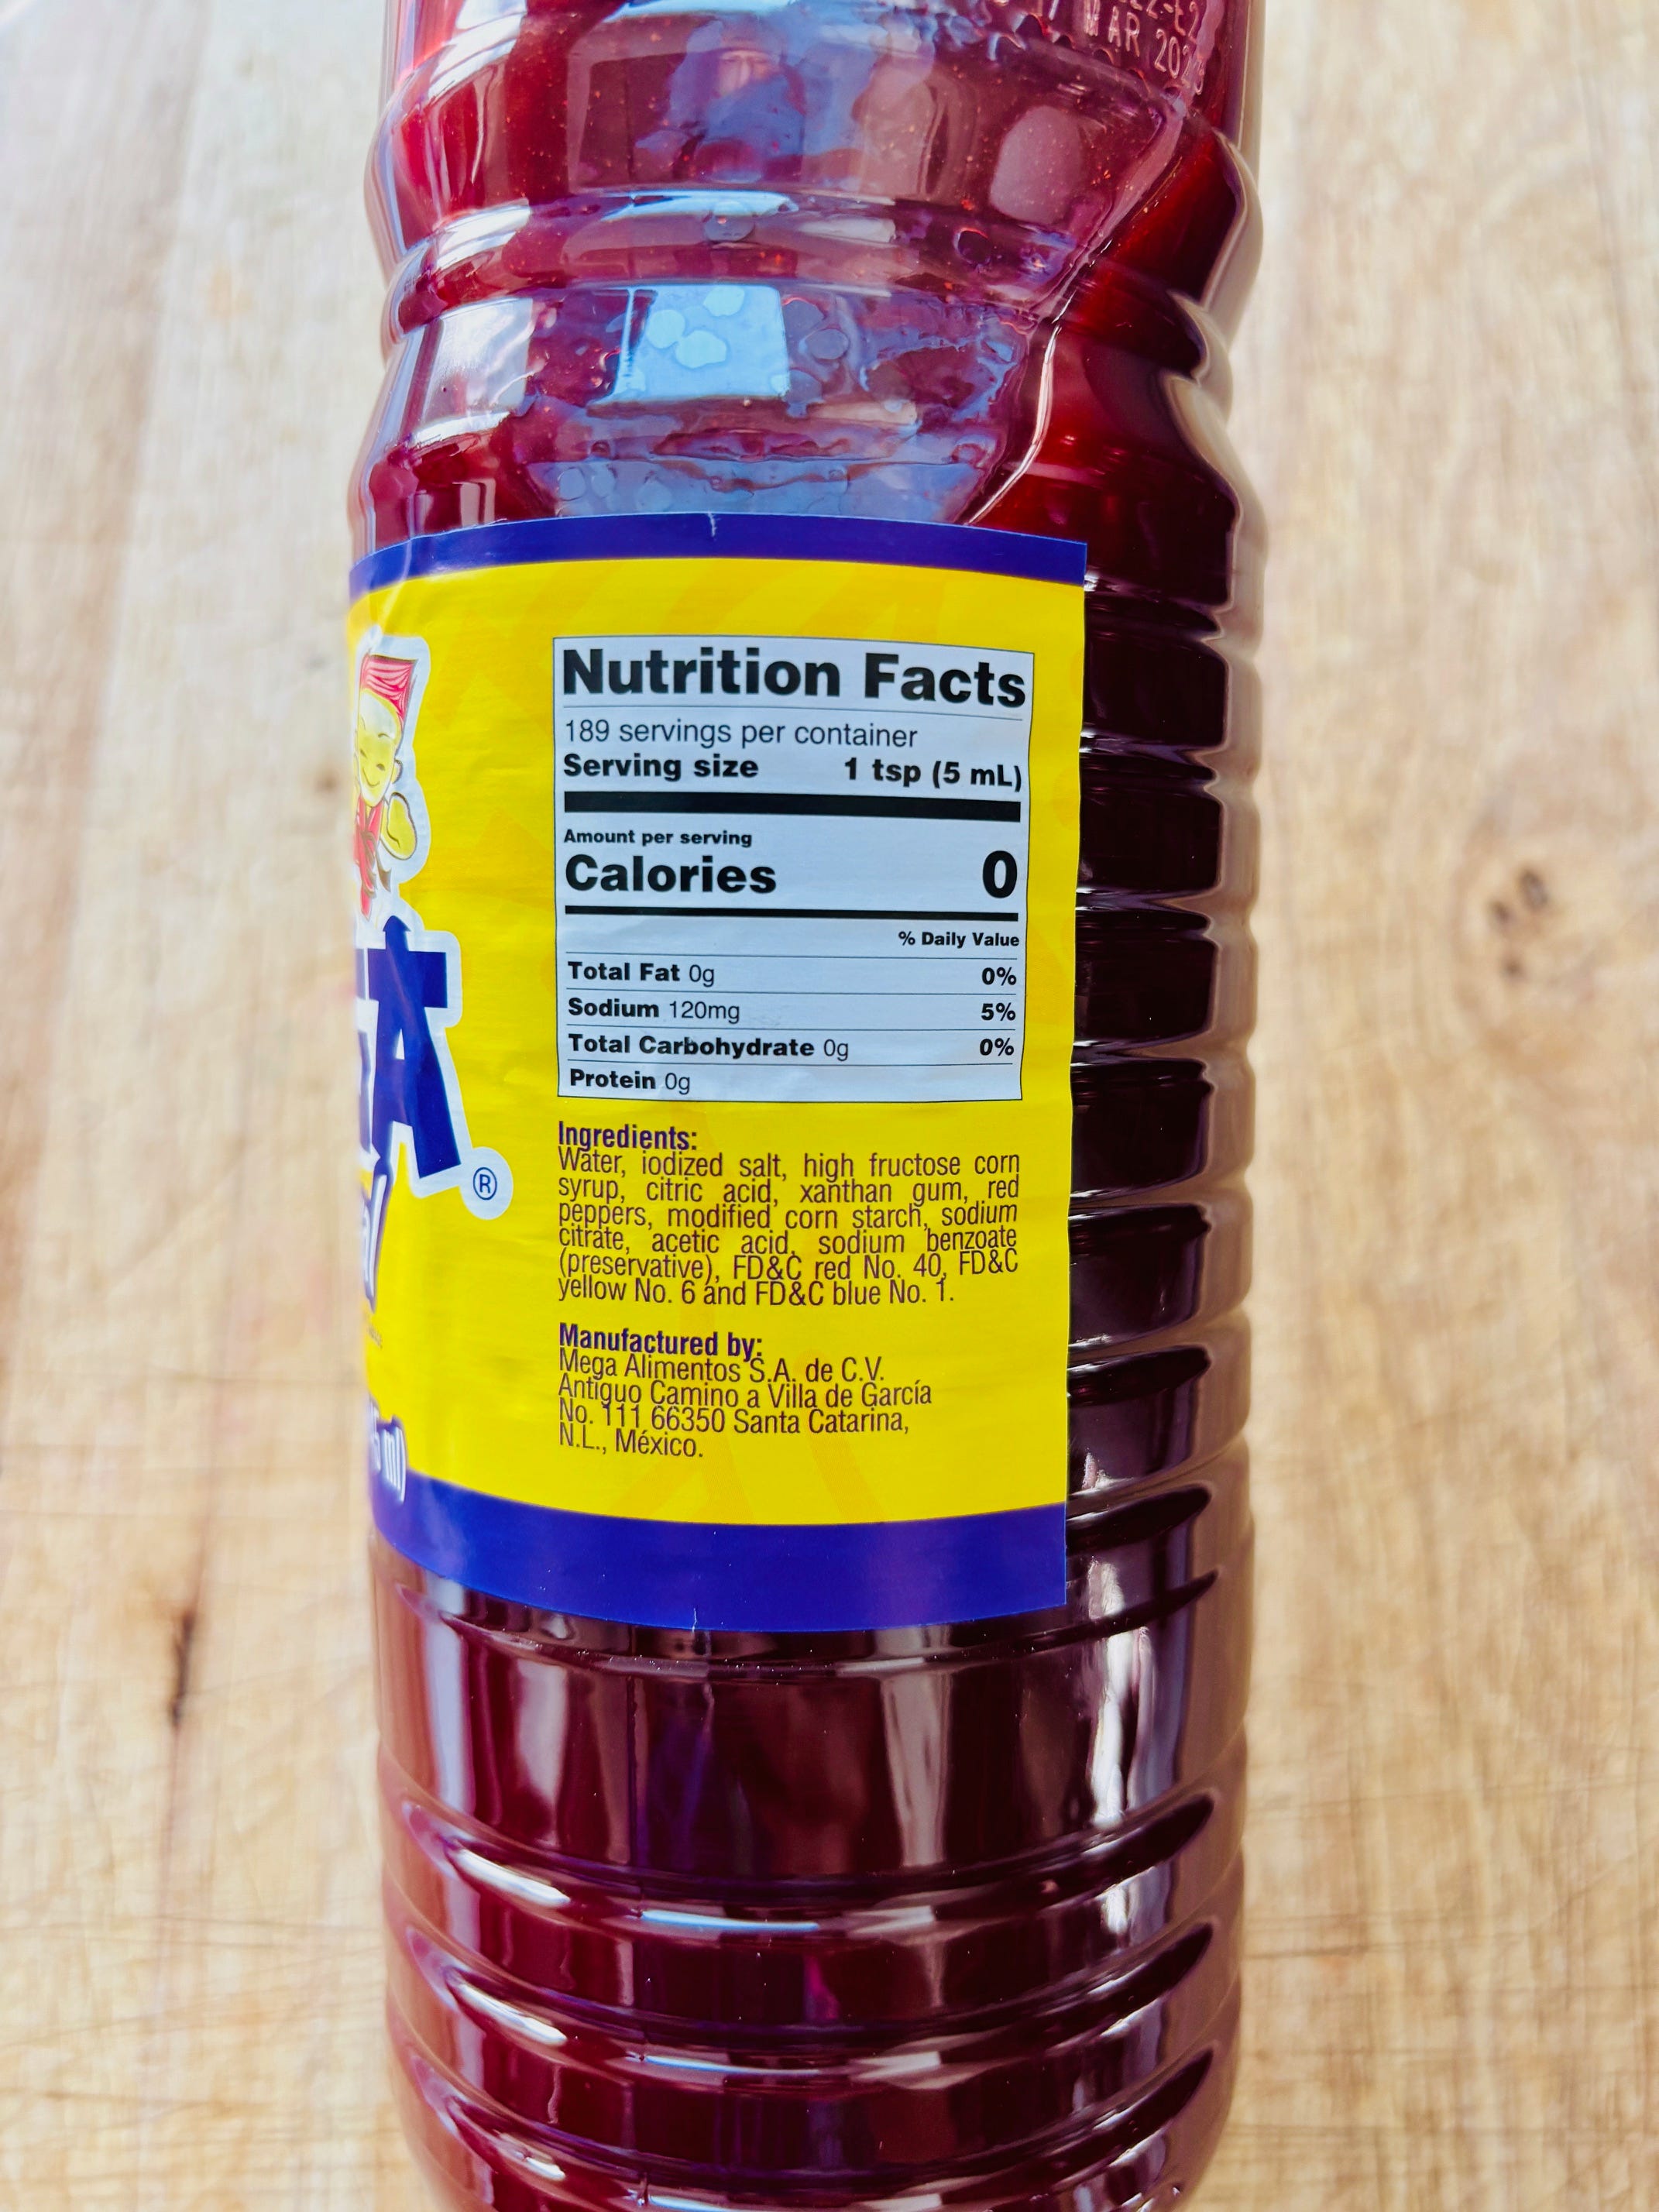 MAR
Nutrition Facts
189 servings per container
Serving size 1 tsp (5 mL)
Amount per serving
Calories 0
% Daily Value
Total Fat 0g 0%
Sodium 120mg 5%
Total Carbohydrate 0g 0%
Protein 0g
®
Ingredients:
Water, iodized salt, high fructose corn
syrup, citric acid, xanthan gum, red
peppers, modified corn starch, sodium
citrate, acetic acid, sodium benzoate
(preservative), FD&C red No. 40, FD&C
yellow No. 6 and FD&C blue No. 1.
Manufactured by:
Mega Alimentos S.A. de C.V.
Antiguo Camino a Villa de García
No. 111 66350 Santa Catarina,
N.L., México.
ml)